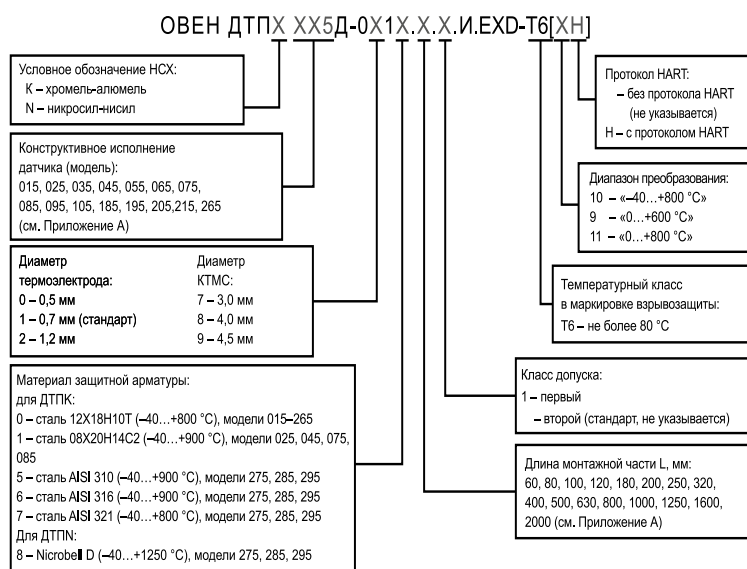 ОВЕН ДТПХ ХХ5Д-0Х1Х.Х.Х.И.EXD-T6[ХН]
Условное обозначение НСХ:
К – хромель-алюмель
N – никросил-нисил
Конструктивное исполнение
датчика (модель):
015, 025, 035, 045, 055, 065, 075,
085, 095, 105, 185, 195, 205,215, 265
(см. Приложение А)
Диаметр
термоэлектрода:
0 – 0,5 мм
1 – 0,7 мм (стандарт)
2 – 1,2 мм
Диаметр
КТМС:
7 – 3,0 мм
8 – 4,0 мм
9 – 4,5 мм
Материал защитной арматуры:
для ДТПК:
0 – сталь 12Х18Н10Т (–40...+800 °С), модели 015–265
1 – сталь 08Х20Н14С2 (–40...+900 °С), модели 025, 045, 075,
085
5 – сталь AISI 310 (–40...+900 °С), модели 275, 285, 295
6 – сталь AISI 316 (–40...+900 °С), модели 275, 285, 295
7 – сталь AISI 321 (–40...+800 °С), модели 275, 285, 295
Для ДТПN:
8 – Nicrobell D (–40...+1250 °С), модели 275, 285, 295
Протокол HART:
– без протокола HART
(не указывается)
Н – с протоколом HART
Диапазон преобразования:
10 – «–40...+800 °С»
9 – «0...+600 °С»
11 – «0...+800 °С»
Температурный класс
в маркировке взрывозащиты:
Т6 – не более 80 °С
Класс допуска:
1 – первый
– второй (стандарт, не указывается)
Длина монтажной части L, мм:
60, 80, 100, 120, 180, 200, 250, 320,
400, 500, 630, 800, 1000, 1250, 1600,
2000 (см. Приложение А)